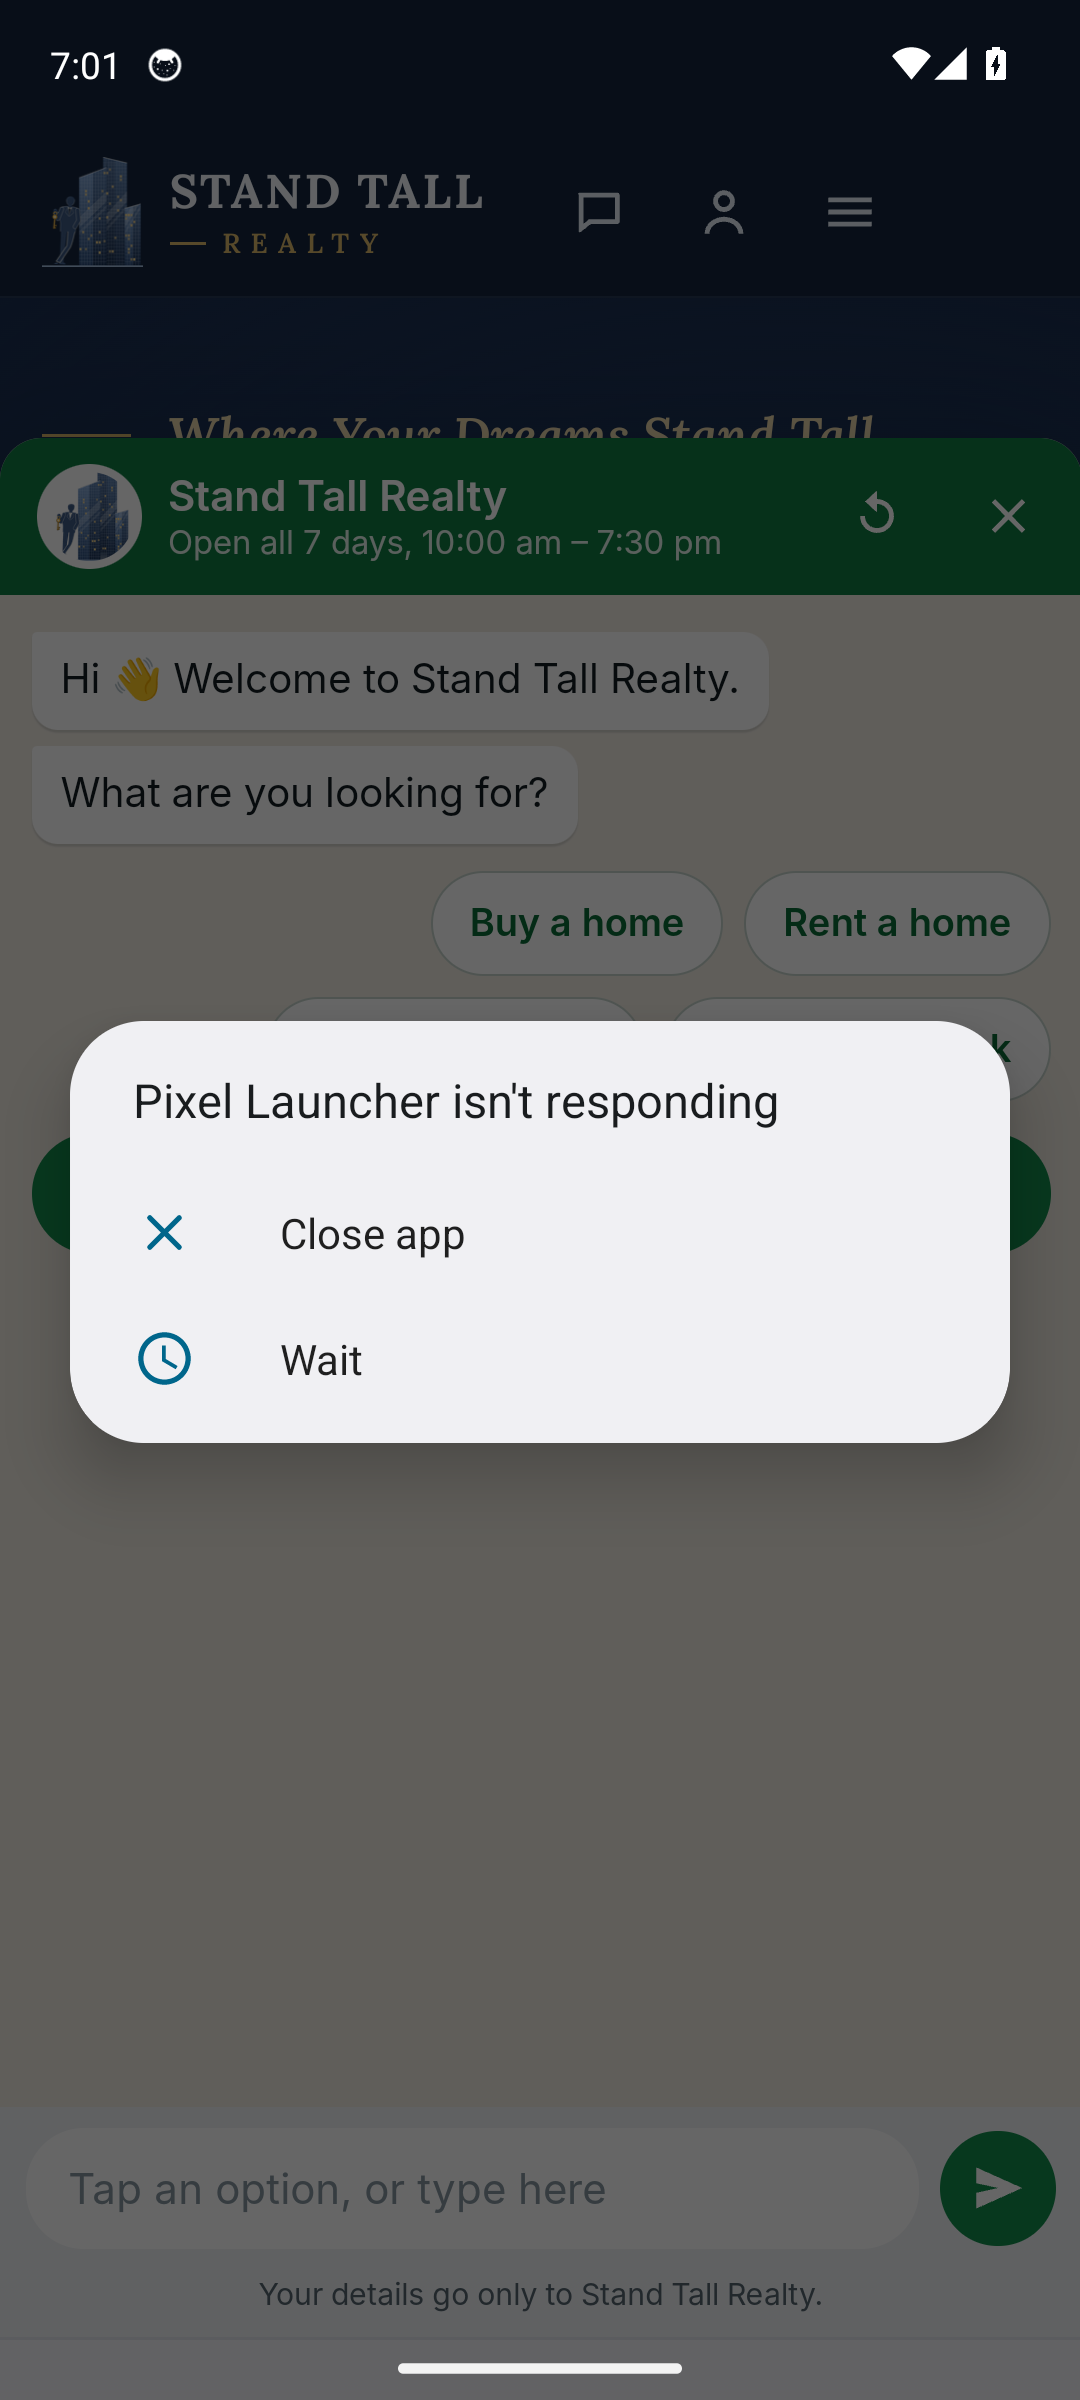 7:01
STAND TALL
REALTY
Where Your Dreams Stand Tall
Stand Tall Realty
Open all 7 days, 10:00 am – 7:30 pm
Hi 👋 Welcome to Stand Tall Realty.
What are you looking for?
Buy a home
Rent a home
k
Pixel Launcher isn't responding
Close app
Wait
Tap an option, or type here
Your details go only to Stand Tall Realty.